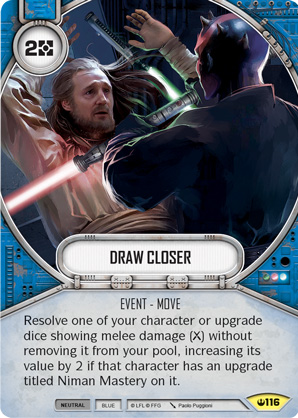 2
DRAW CLOSER
EVENT - MOVE
Resolve one of your character or upgrade
dice showing melee damage (X) without
removing it from your pool, increasing its
value by 2 if that character has an upgrade
titled Niman Mastery on it.
NEUTRAL BLUE © LFL © FFG Paolo Puggioni 116